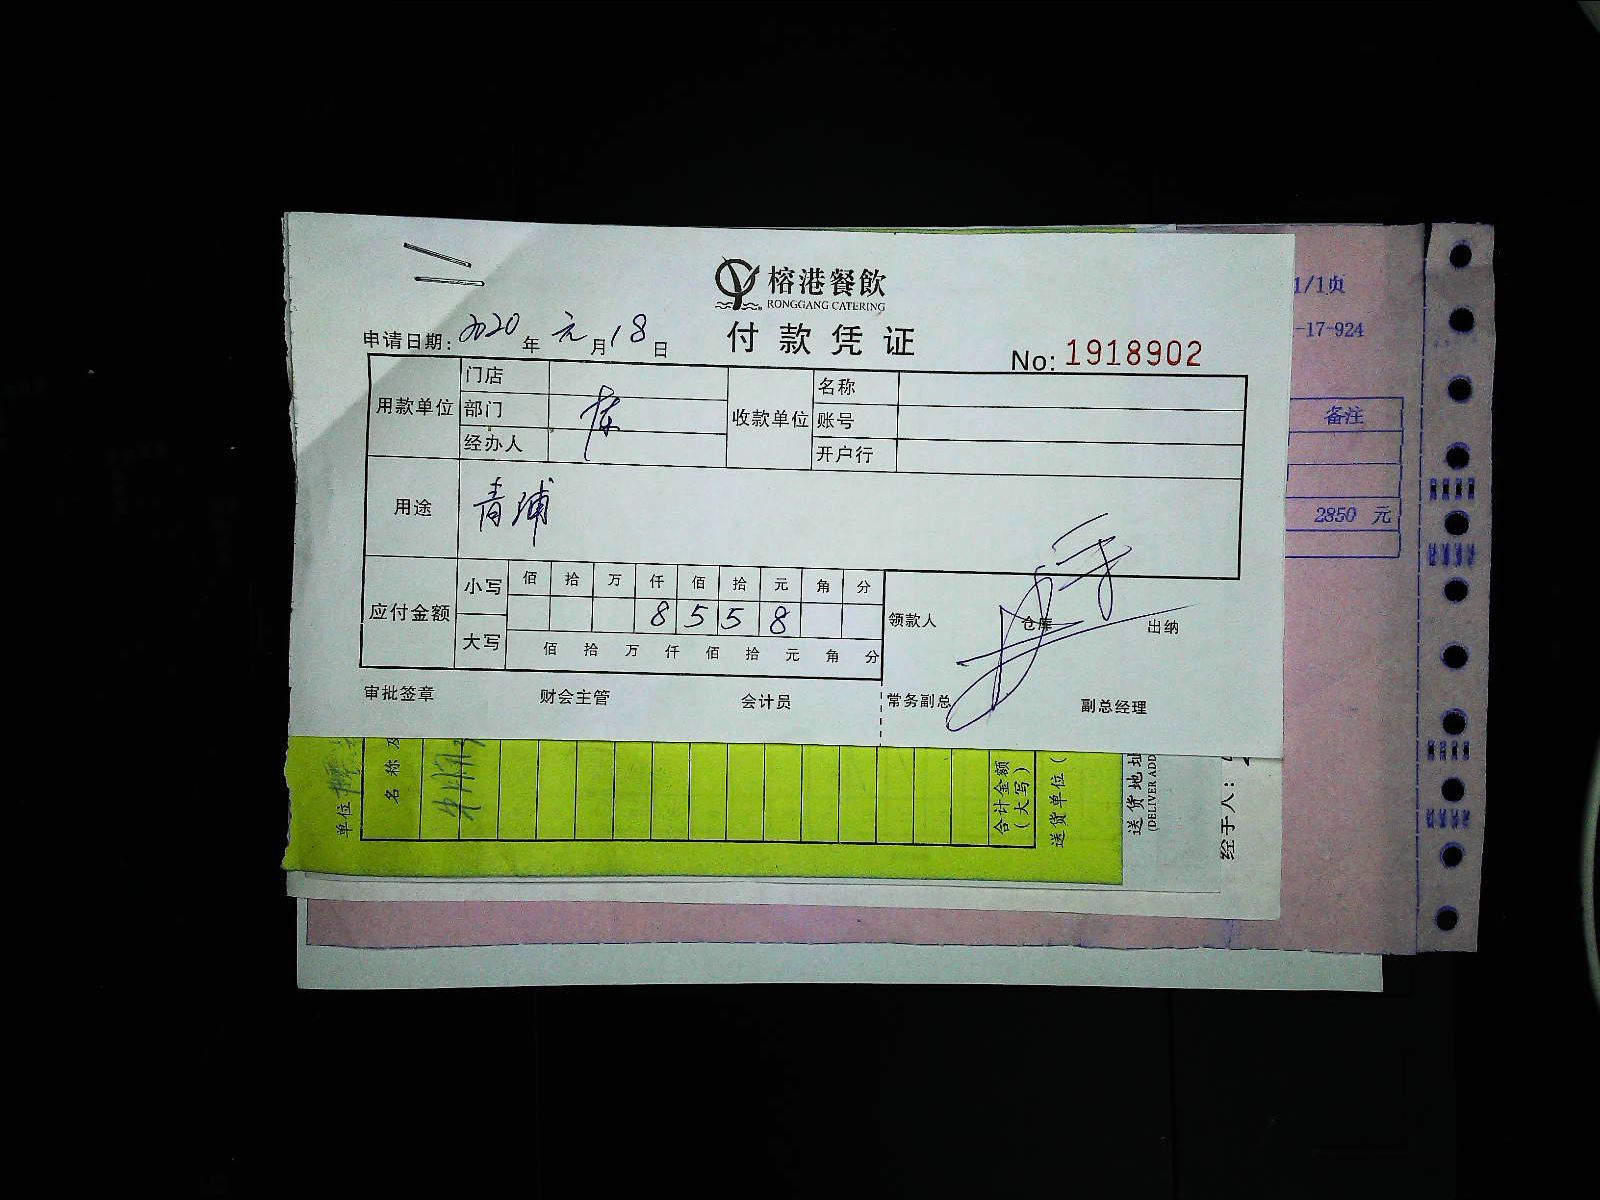 榕港餐飲
RONGGANG CATERING
付款凭证
申请日期: 2020 年 元 月 18 日
No: 1918902
用款单位 门店 收款单位 名称
部门 账号
经办人 开户行
用途 青浦
应付金额 小写 佰 拾 万 仟 佰 拾 元 角 分
8 5 5 8
大写 佰 拾 万 仟 佰 拾 元 角 分
领款人 仓库 出纳
审批签章 财会主管 会计员 常务副总 副总经理
1/1页
-17-924
备注
2850 元
单位
名称及
合计金额
(大写)
送货单位(
送货地址
(DELIVER ADD